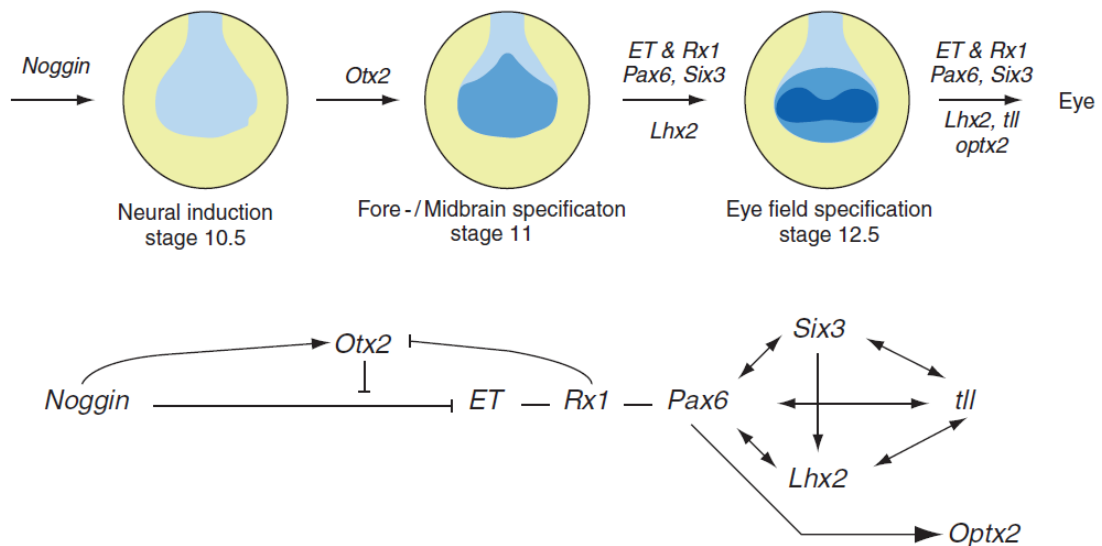 Noggin
Otx2
ET & Rx1
Pax6, Six3
Lhx2
ET & Rx1
Pax6, Six3
Lhx2, tll
optx2
Eye
Neural induction
stage 10.5
Fore-/Midbrain specificaton
stage 11
Eye field specification
stage 12.5
Six3
Otx2
Noggin
ET
Rx1
Pax6
tll
Lhx2
Optx2